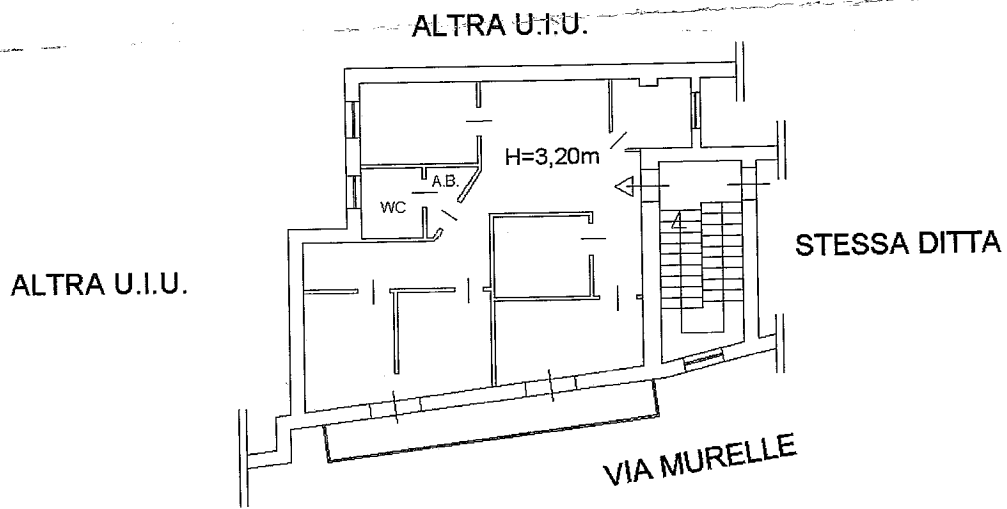 ALTRA U.I.U.
H=3,20m
A.B.
WC
STESSA DITTA
ALTRA U.I.U.
VIA MURELLE